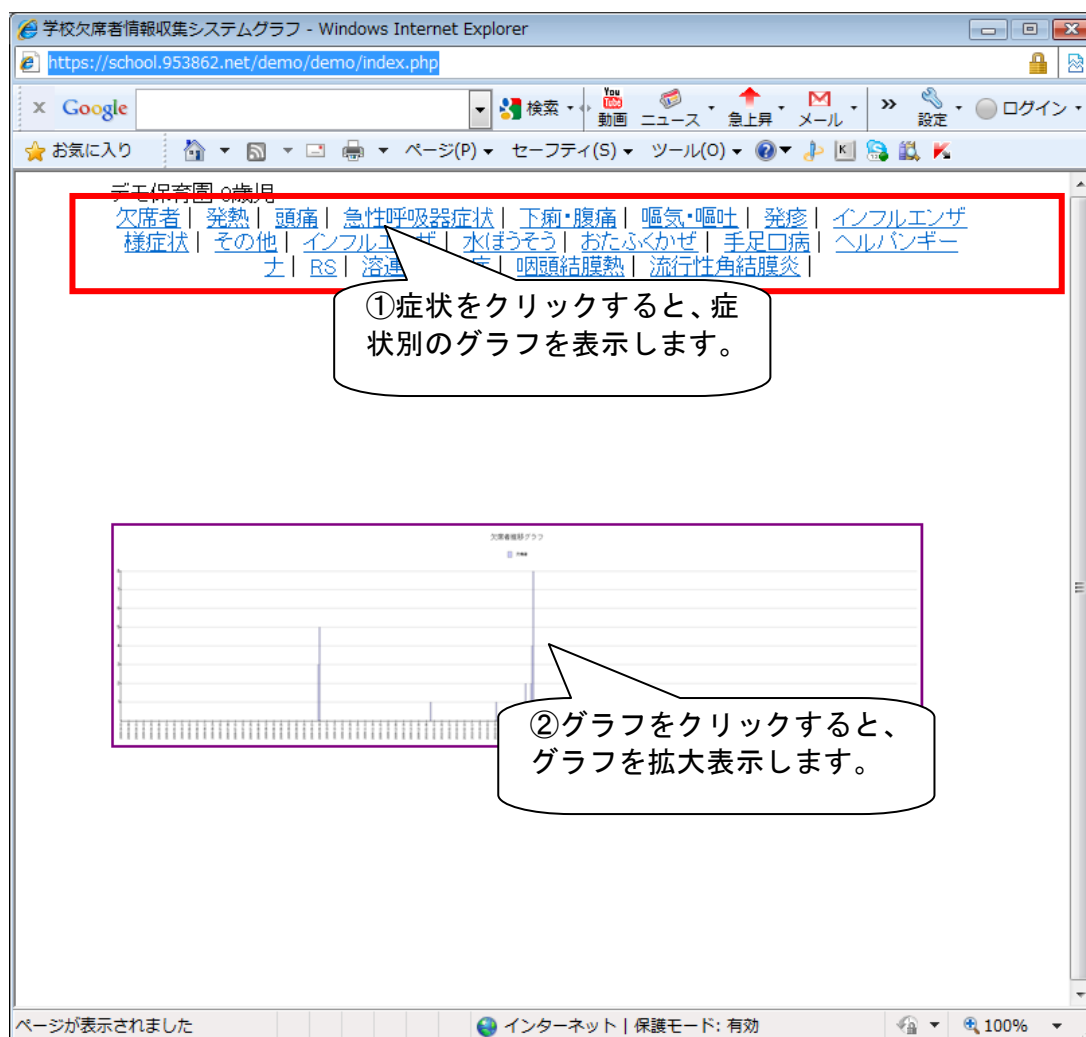 学校欠席者情報収集システムグラフ - Windows Internet Explorer
https://school.953862.net/demo/demo/index.php
x Google 検索 You Tube 動画 ニュース 急上昇 メール » 設定 ログイン
お気に入り ページ(P) セーフティ(S) ツール(O)
デモ保育園 0歳児
欠席者| 発熱| 頭痛| 急性呼吸器症状| 下痢・腹痛| 嘔気・嘔吐| 発疹| インフルエンザ
様症状| その他| インフルエンザ| 水ぼうそう| おたふくかぜ| 手足口病| ヘルパンギー
ナ| RS| 溶連 | 咽頭結膜熱| 流行性角結膜炎|
①症状をクリックすると、症
状別のグラフを表示します。
欠席者推移グラフ
②グラフをクリックすると、
グラフを拡大表示します。
ページが表示されました インターネット | 保護モード: 有効 100%